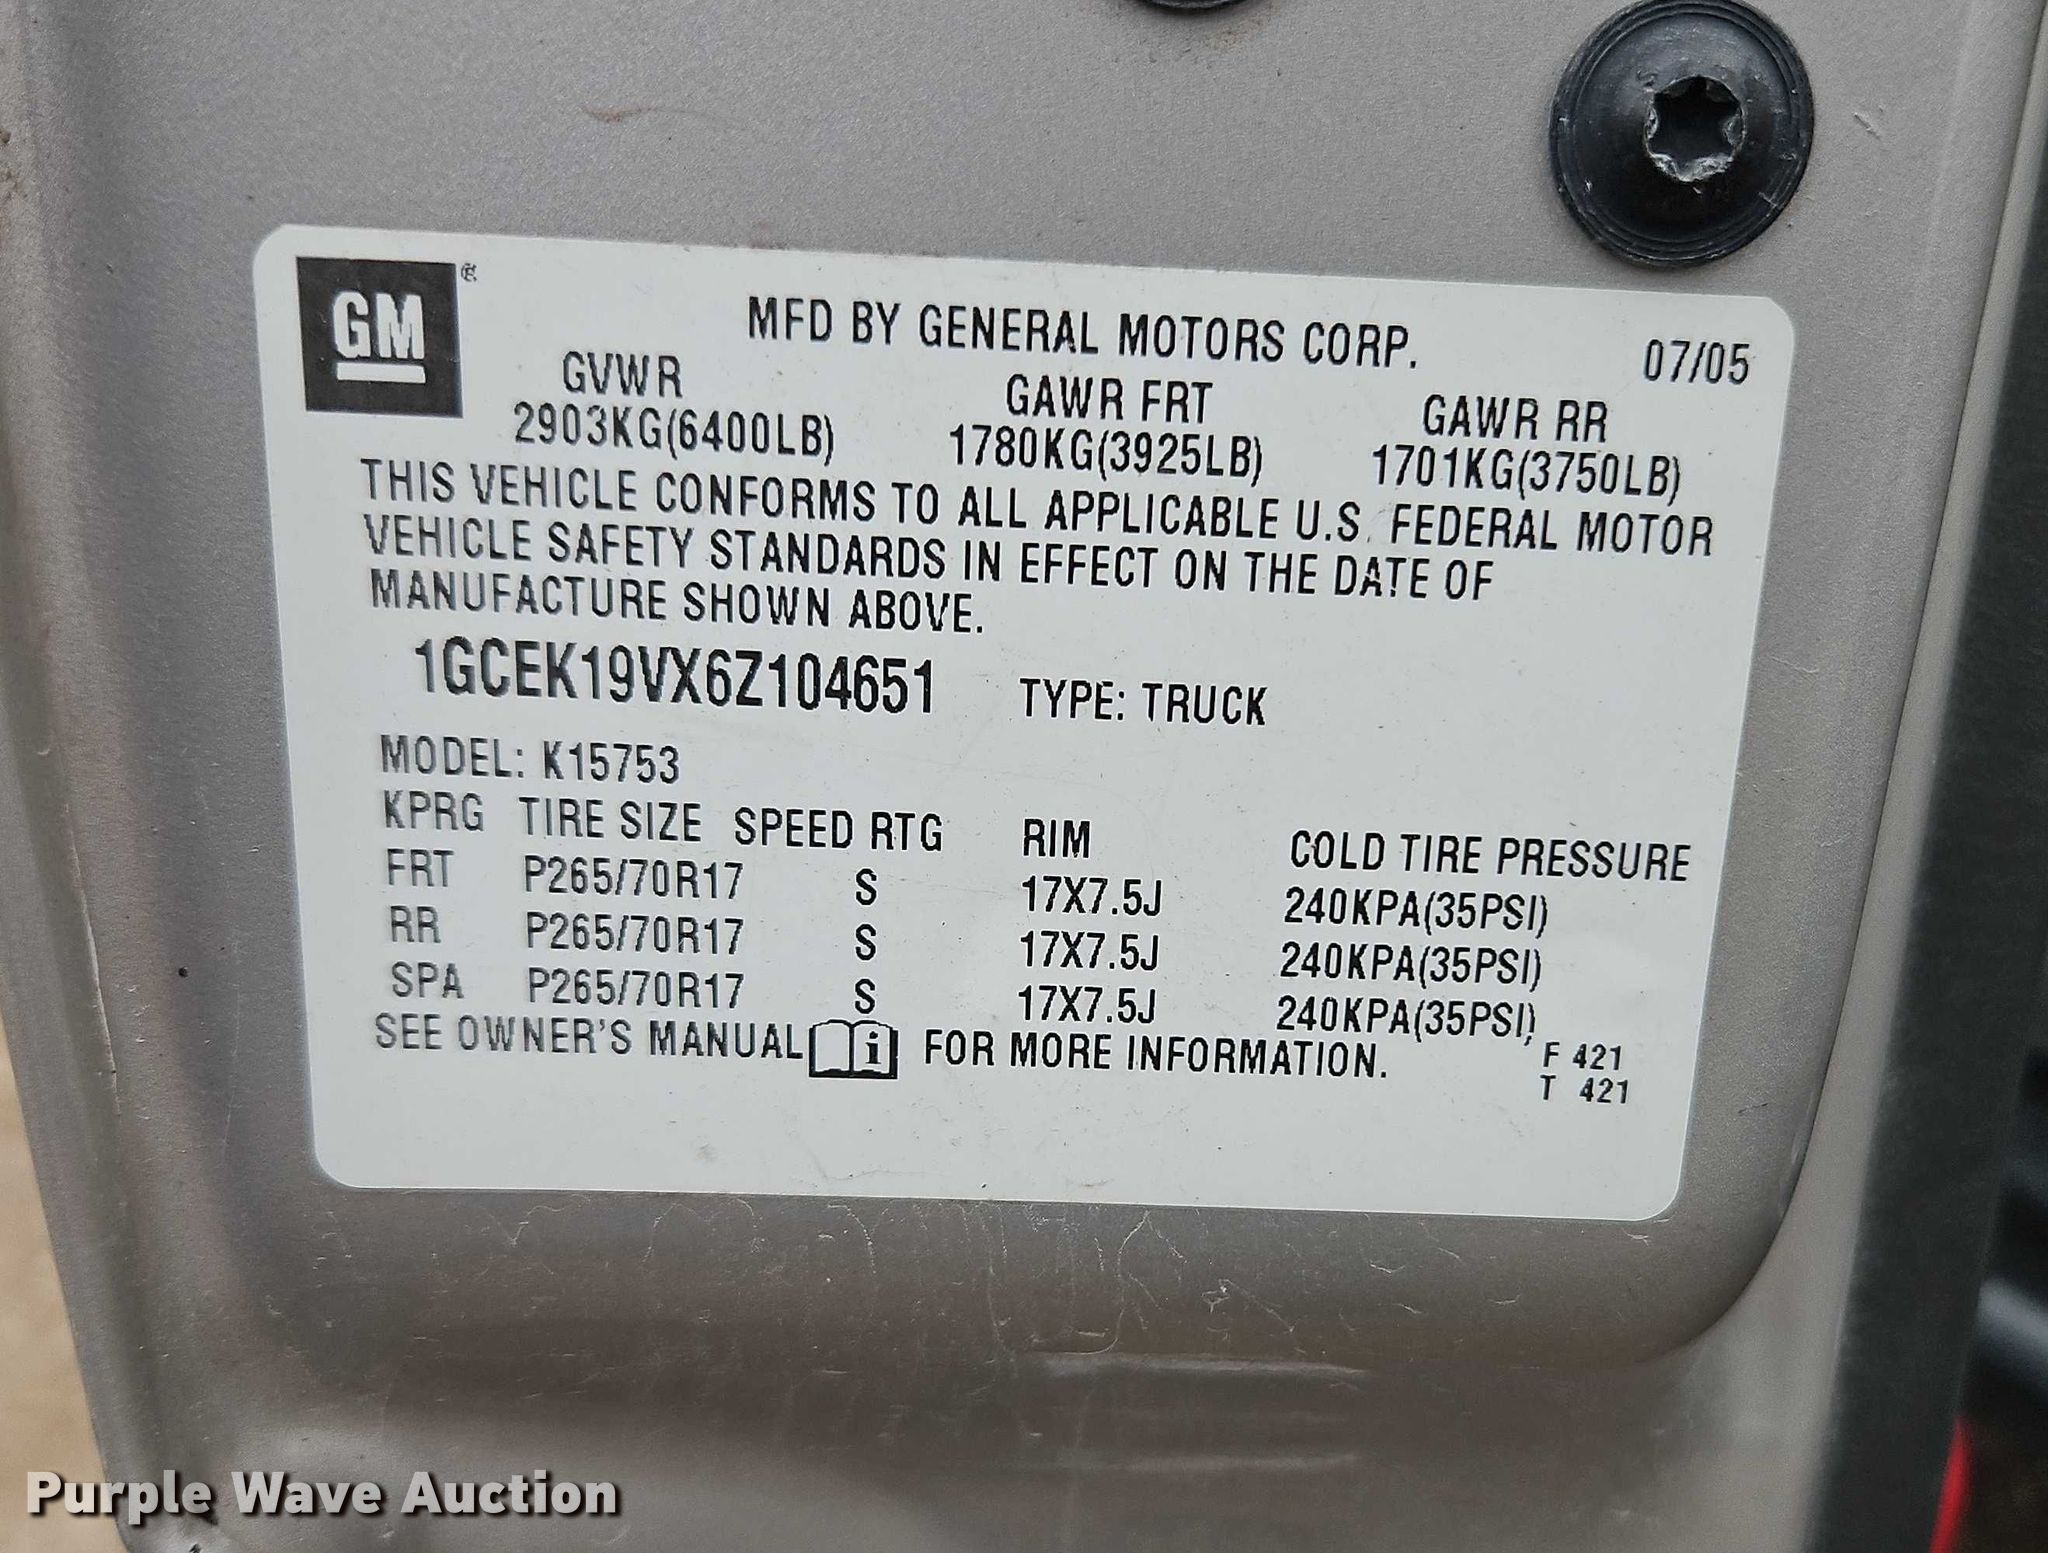 GM®
MFD BY GENERAL MOTORS CORP. 07/05
GVWR GAWR FRT GAWR RR
2903KG(6400LB) 1780KG(3925LB) 1701KG(3750LB)
THIS VEHICLE CONFORMS TO ALL APPLICABLE U.S. FEDERAL MOTOR
VEHICLE SAFETY STANDARDS IN EFFECT ON THE DATE OF
MANUFACTURE SHOWN ABOVE.
1GCEK19VX6Z104651 TYPE: TRUCK
MODEL: K15753
KPRG TIRE SIZE SPEED RTG RIM COLD TIRE PRESSURE
FRT P265/70R17 S 17X7.5J 240KPA(35PSI)
RR P265/70R17 S 17X7.5J 240KPA(35PSI)
SPA P265/70R17 S 17X7.5J 240KPA(35PSI)
SEE OWNER'S MANUAL i FOR MORE INFORMATION.
F 421
T 421
Purple Wave Auction